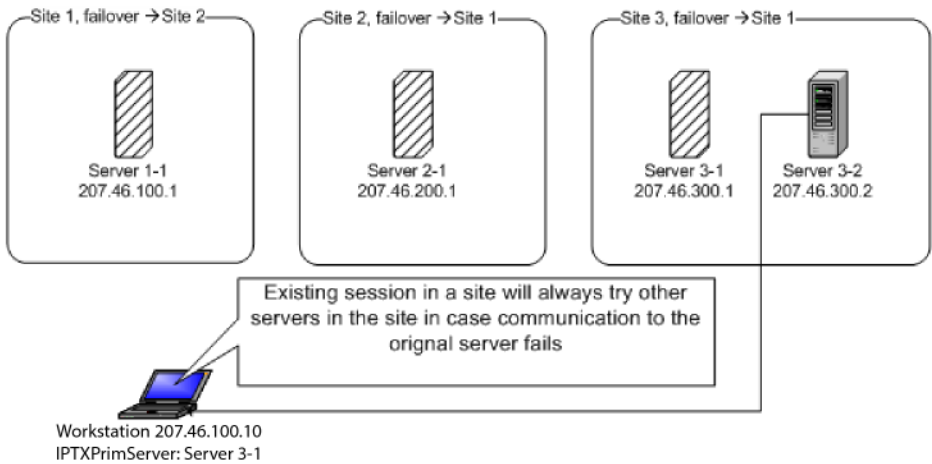 Site 1, failover → Site 2
Site 2, failover → Site 1
Site 3, failover → Site 1
Server 1-1
207.46.100.1
Server 2-1
207.46.200.1
Server 3-1
207.46.300.1
Server 3-2
207.46.300.2
Existing session in a site will always try other
servers in the site in case communication to the
orignal server fails
Workstation 207.46.100.10
IPTXPrimServer: Server 3-1